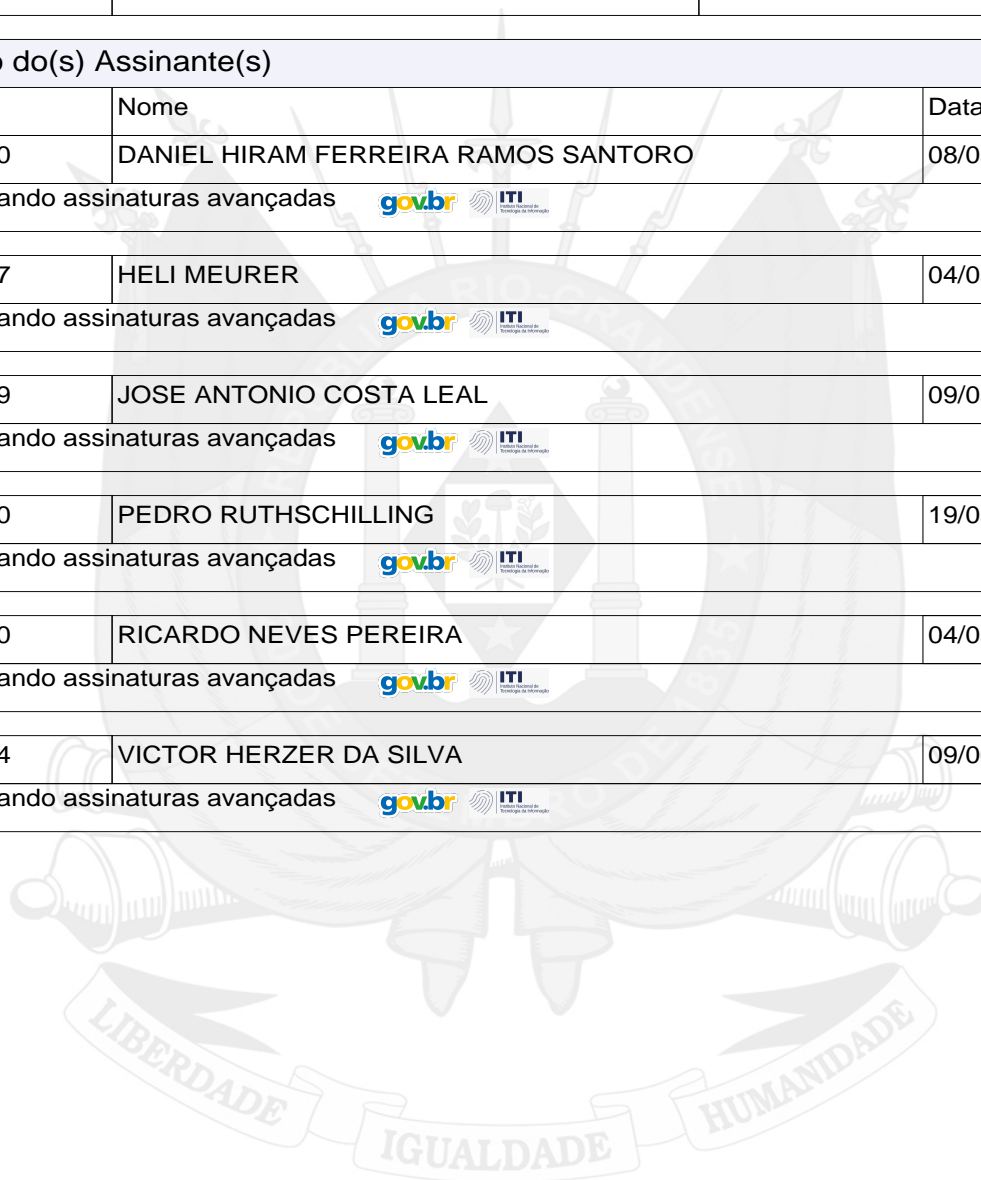 o do(s) Assinante(s)
Nome Data
0 DANIEL HIRAM FERREIRA RAMOS SANTORO 08/0
ando assinaturas avançadas gov.br ITI
7 HELI MEURER 04/0
ando assinaturas avançadas gov.br ITI
9 JOSE ANTONIO COSTA LEAL 09/0
ando assinaturas avançadas gov.br ITI
0 PEDRO RUTHSCHILLING 19/0
ando assinaturas avançadas gov.br ITI
0 RICARDO NEVES PEREIRA 04/0
ando assinaturas avançadas gov.br ITI
4 VICTOR HERZER DA SILVA 09/0
ando assinaturas avançadas gov.br ITI
LIBERDADE IGUALDADE HUMANIDADE